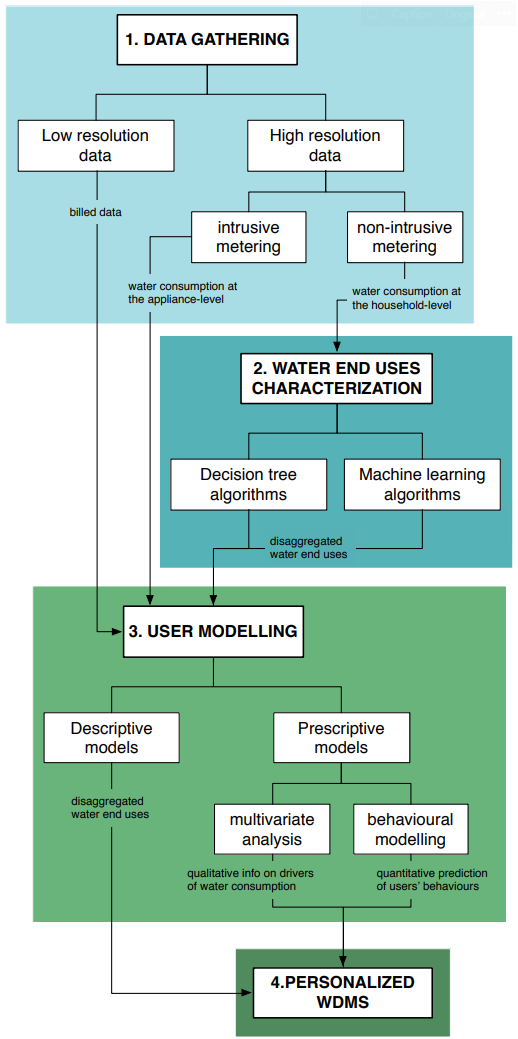 1. DATA GATHERING
Low resolution
data
High resolution
data
billed data
intrusive
metering
non-intrusive
metering
water consumption at
the appliance-level
water consumption at
the household-level
2. WATER END USES
CHARACTERIZATION
Decision tree
algorithms
Machine learning
algorithms
disaggregated
water end uses
3. USER MODELLING
Descriptive
models
Prescriptive
models
disaggregated
water end uses
multivariate
analysis
behavioural
modelling
qualitative info on drivers
of water consumption
quantitative prediction
of users' behaviours
4.PERSONALIZED
WDMS